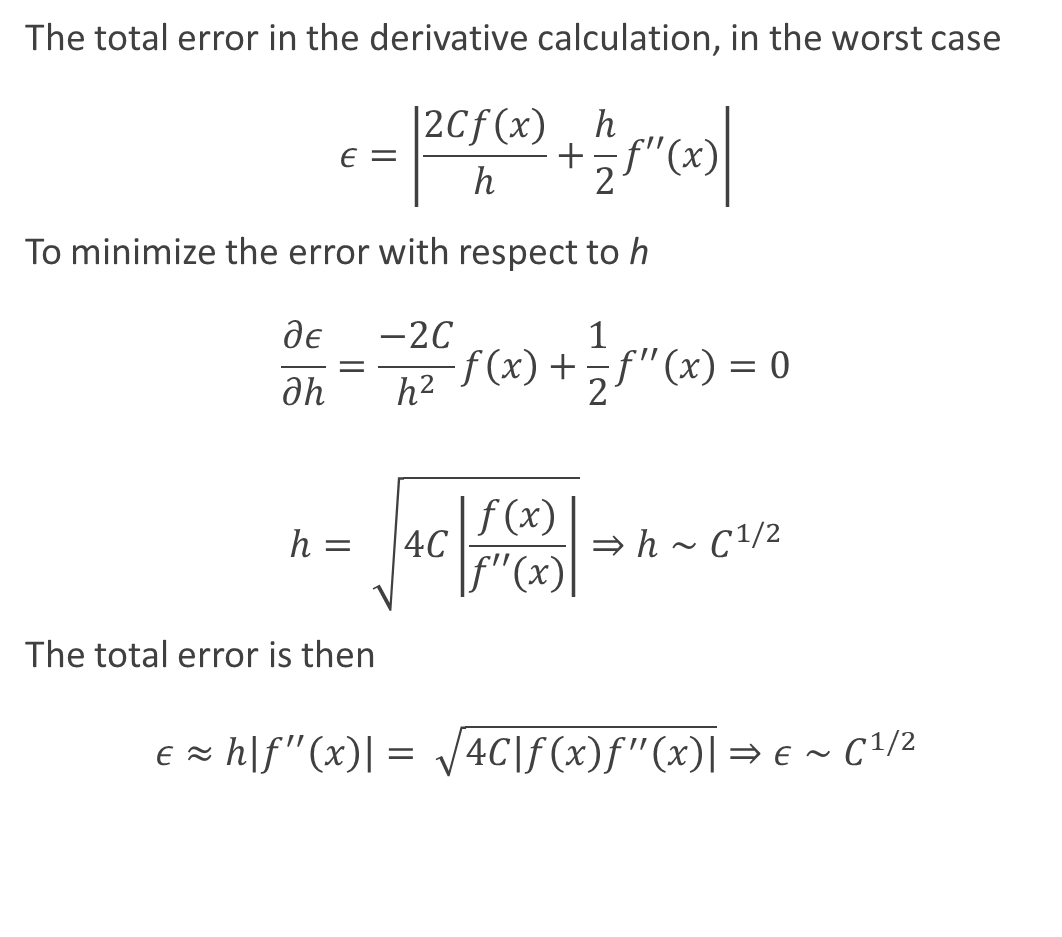 The total error in the derivative calculation, in the worst case
ϵ = |2Cf(x)/h + h/2 f''(x)|
To minimize the error with respect to h
∂ϵ/∂h = −2C/h² f(x) + 1/2 f''(x) = 0
h = √(4C |f(x)/f''(x)|) ⇒ h ~ C^1/2
The total error is then
ϵ ≈ h|f''(x)| = √(4C|f(x)f''(x)|) ⇒ ϵ ~ C^1/2